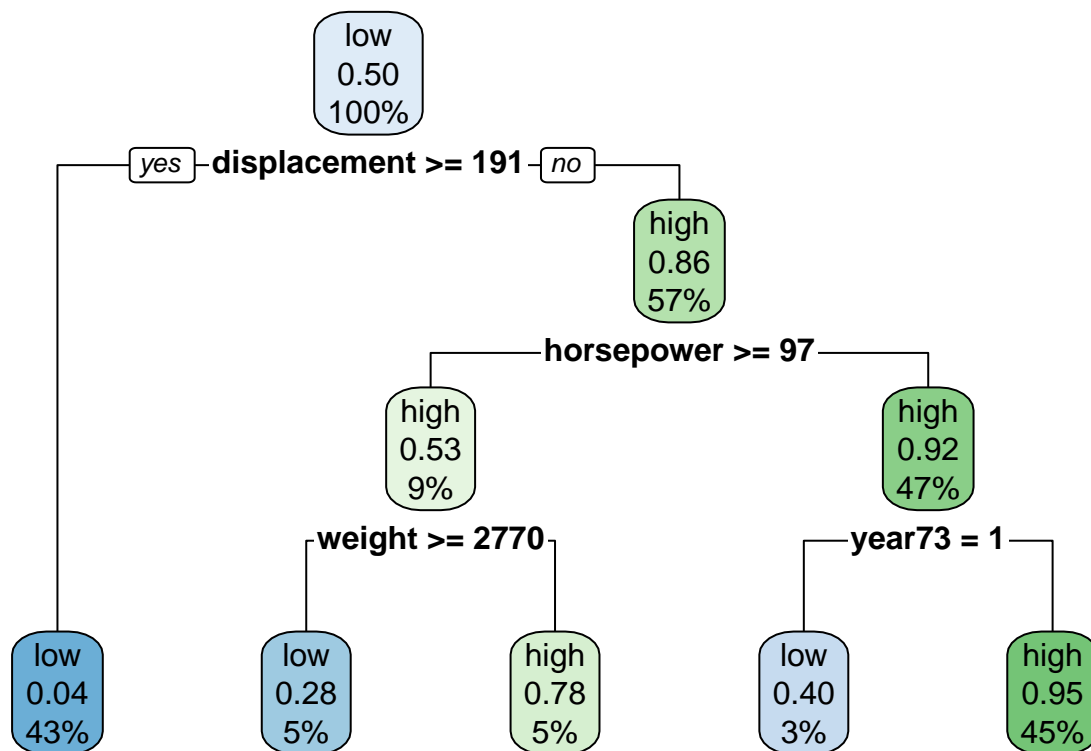 low
0.50
100%
yes displacement >= 191 no
high
0.86
57%
horsepower >= 97
high
0.53
9%
high
0.92
47%
weight >= 2770
year73 = 1
low
0.04
43%
low
0.28
5%
high
0.78
5%
low
0.40
3%
high
0.95
45%